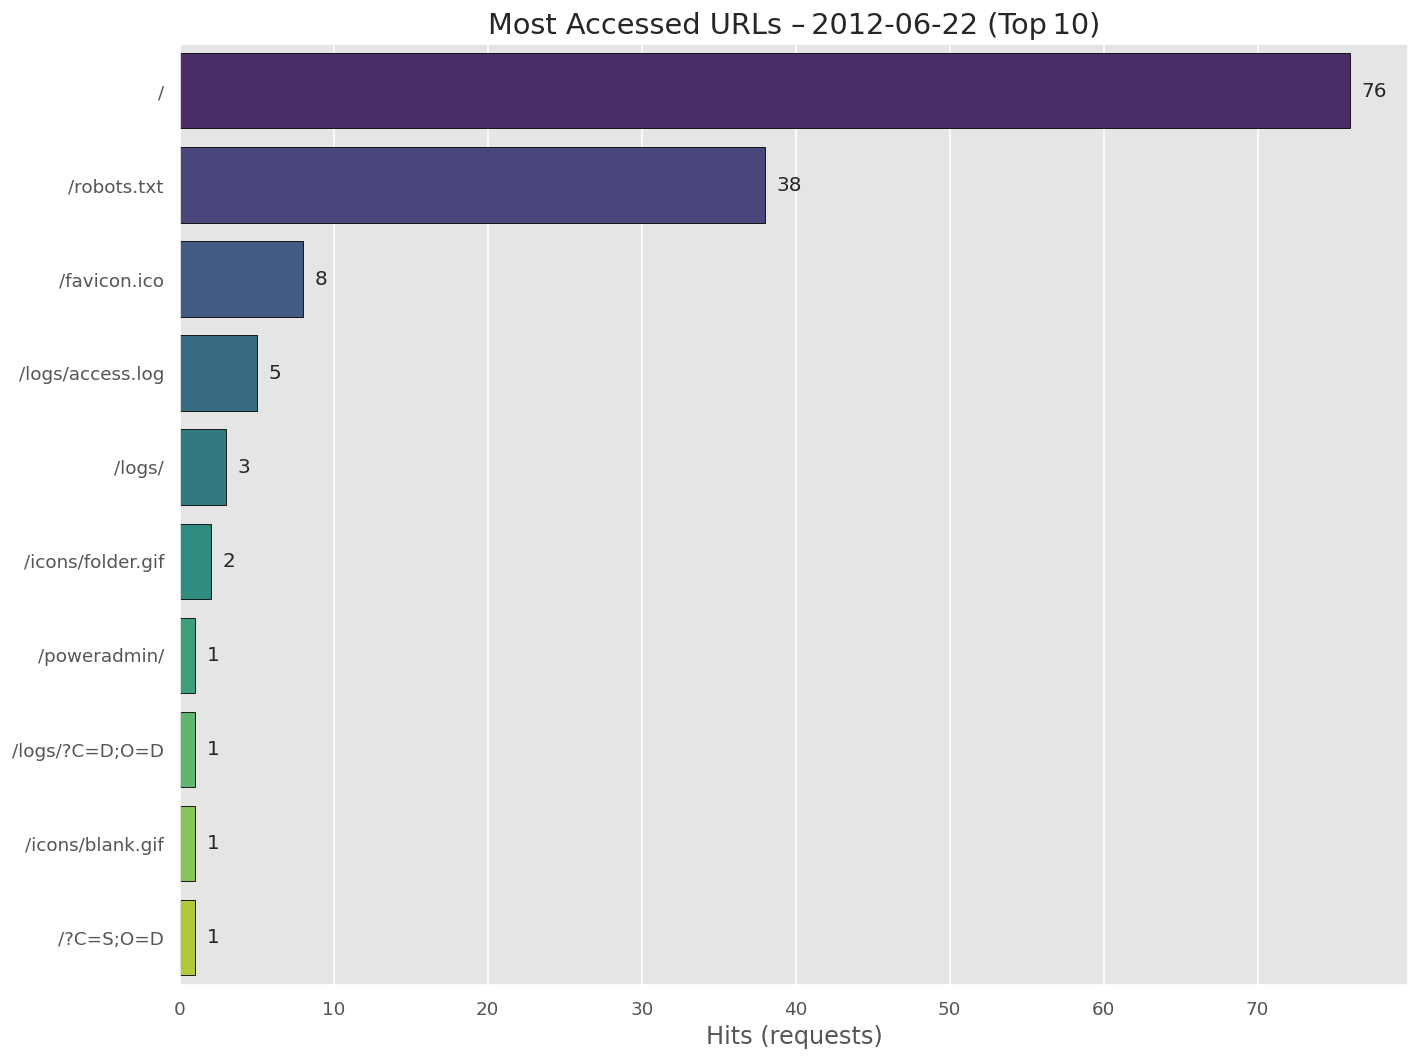 Most Accessed URLs – 2012-06-22 (Top 10)
/ 76
/robots.txt 38
/favicon.ico 8
/logs/access.log 5
/logs/ 3
/icons/folder.gif 2
/poweradmin/ 1
/logs/?C=D;O=D 1
/icons/blank.gif 1
/?C=S;O=D 1
0 10 20 30 40 50 60 70
Hits (requests)